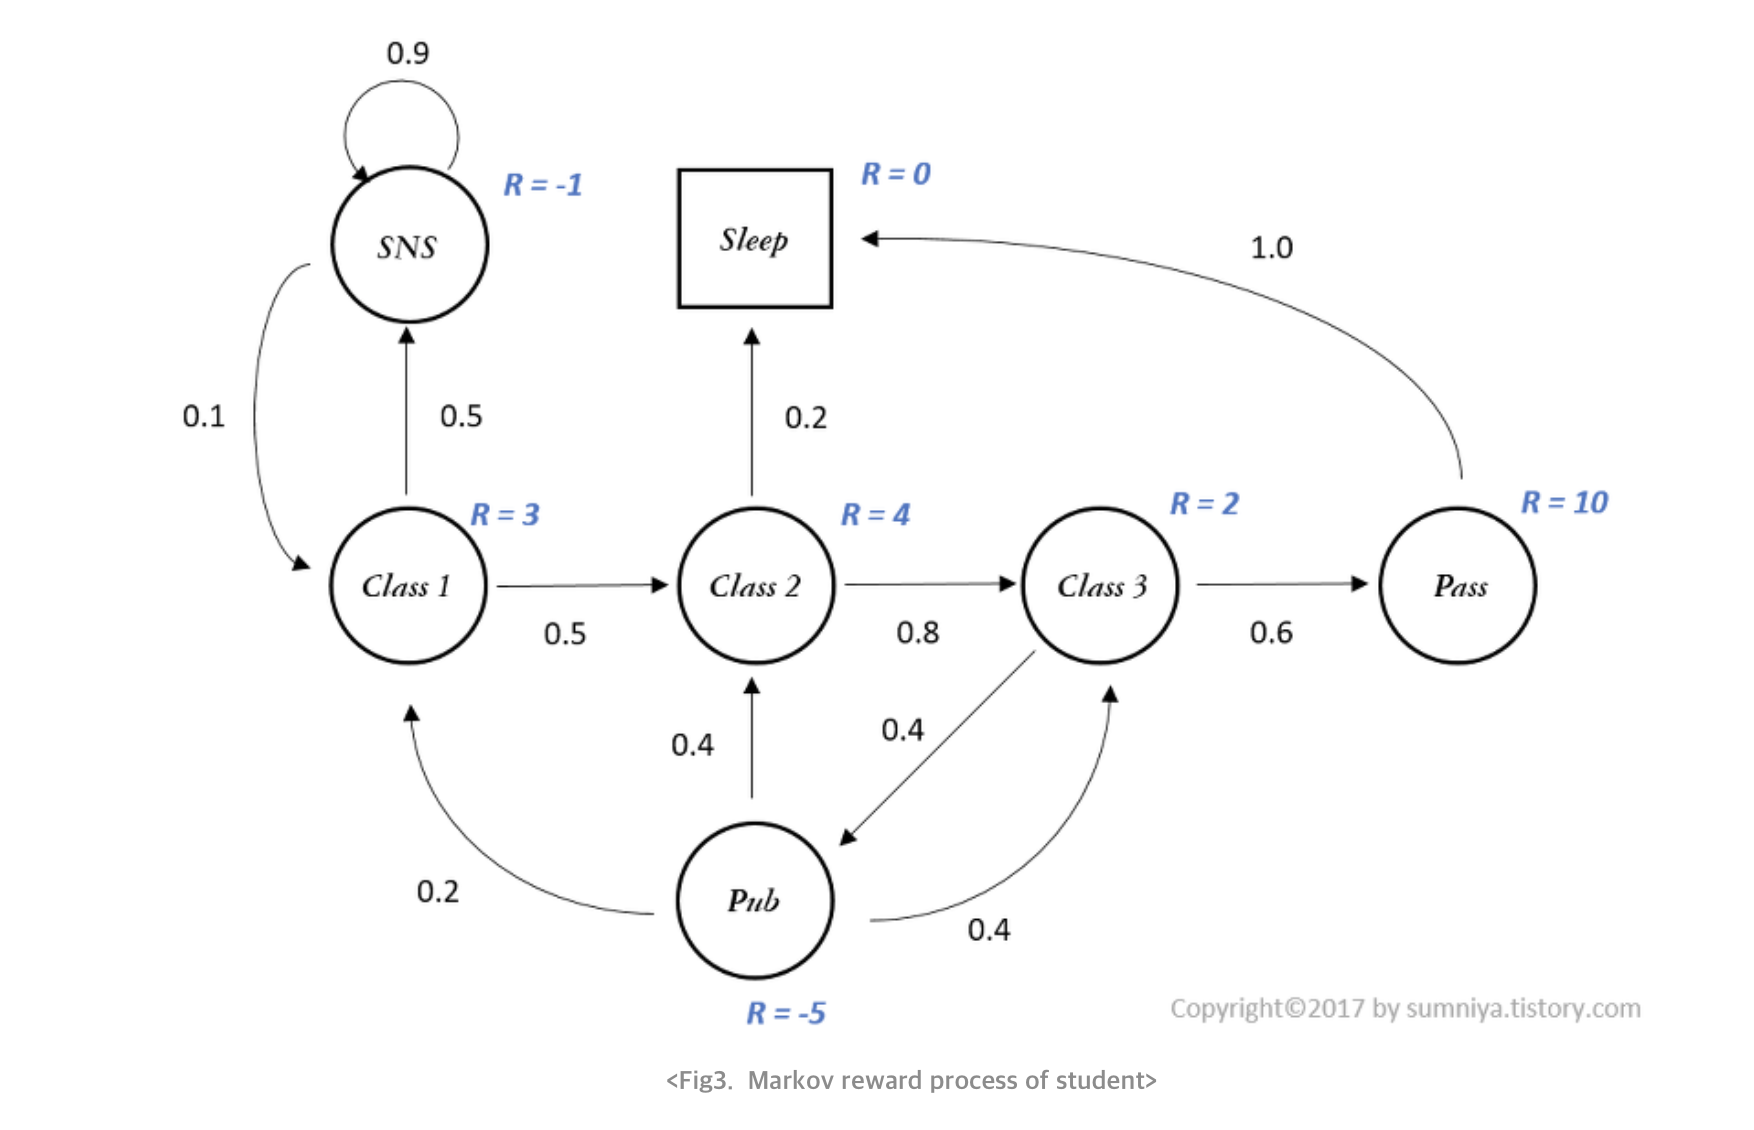 0.9
R = -1
R = 0
SNS
Sleep
1.0
0.1
0.5
0.2
R = 3
R = 4
R = 2
R = 10
Class 1
Class 2
Class 3
Pass
0.5
0.8
0.6
0.4
0.4
0.2
Pub
0.4
R = -5
Copyright©2017 by sumniya.tistory.com
<Fig3. Markov reward process of student>